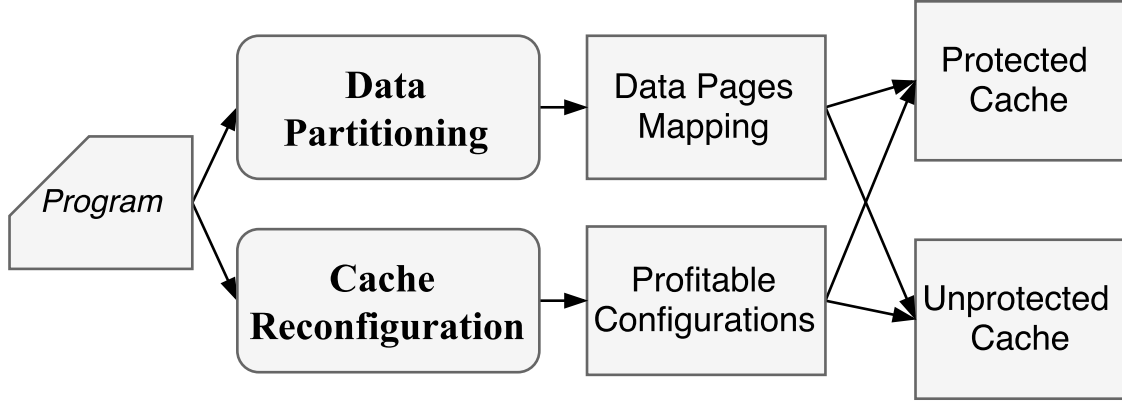 Program
Data
Partitioning
Cache
Reconfiguration
Data Pages
Mapping
Profitable
Configurations
Protected
Cache
Unprotected
Cache